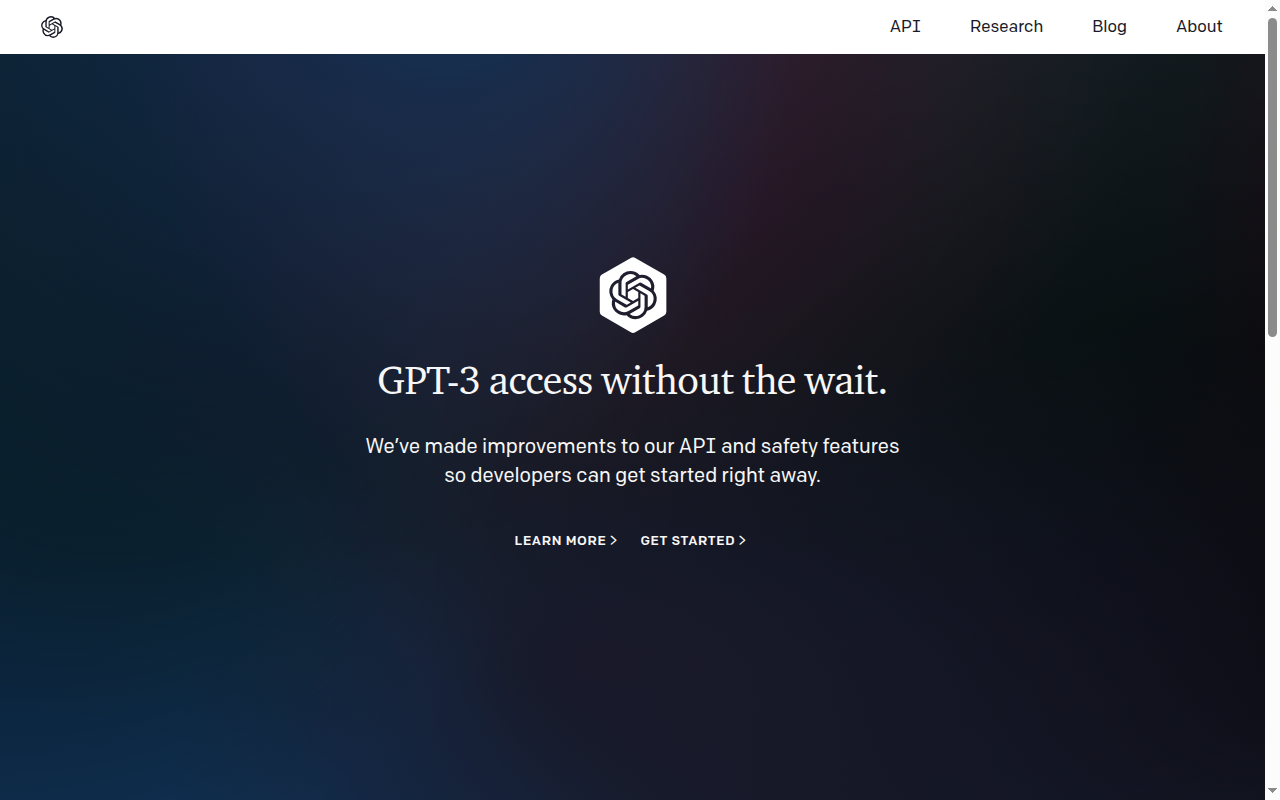 API Research Blog About
GPT-3 access without the wait.
We’ve made improvements to our API and safety features
so developers can get started right away.
LEARN MORE > GET STARTED >